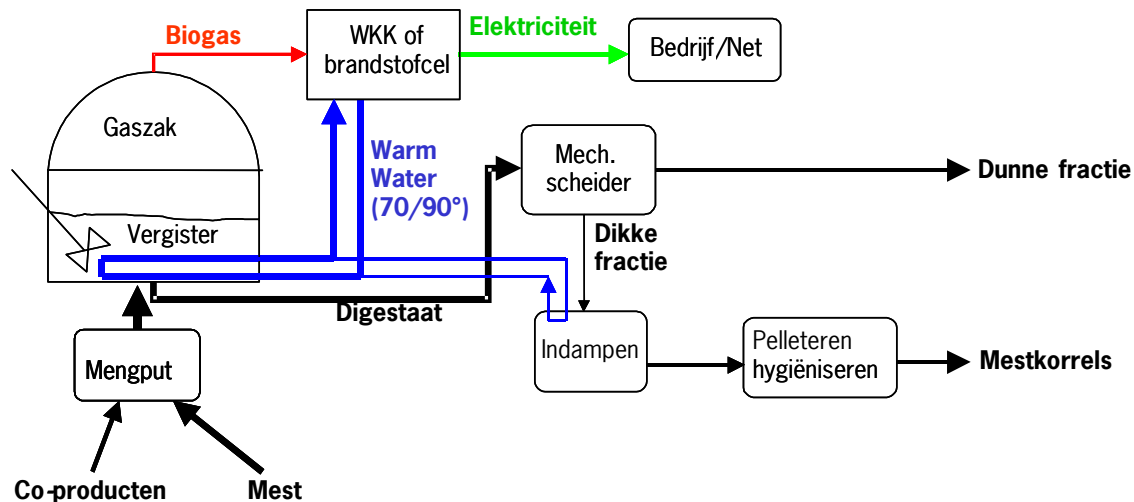 Biogas
WKK of
brandstofcel
Elektriciteit
Bedrijf/Net
Gaszak
Warm
Water
(70/90°)
Mech.
scheider
Dunne fractie
Vergister
Dikke
fractie
Digestaat
Mengput
Indampen
Pelleteren
hygiëniseren
Mestkorrels
Co-producten
Mest